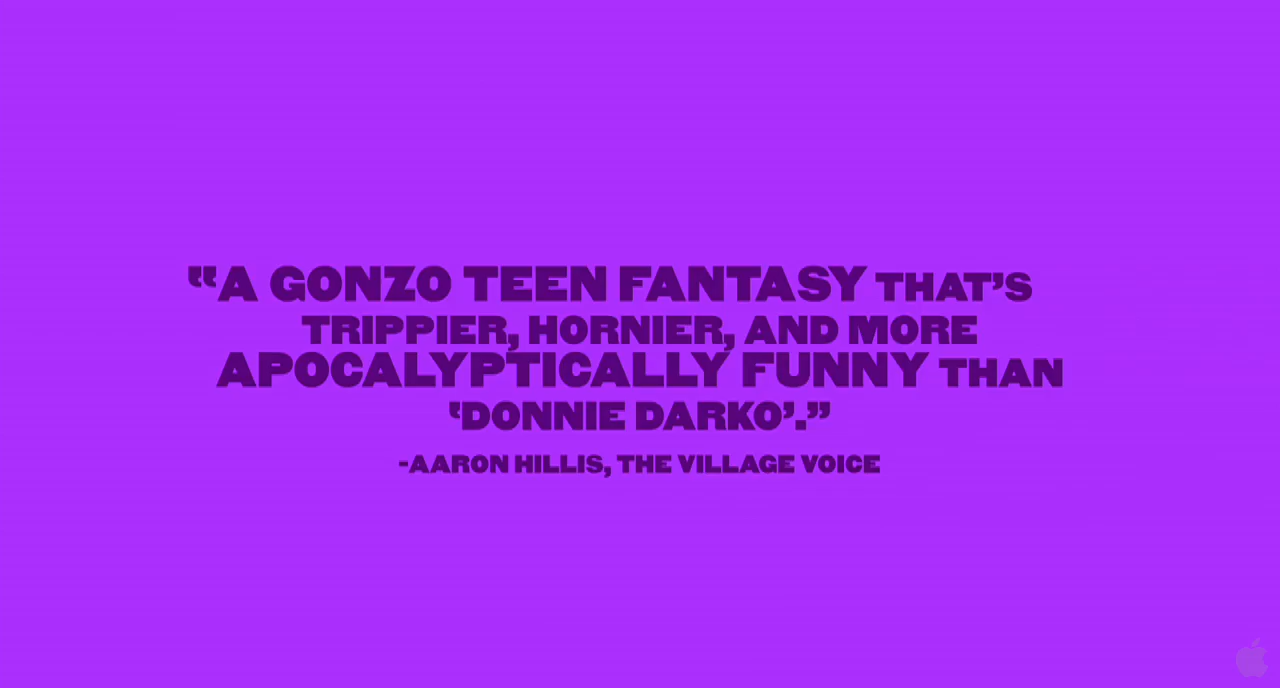 “A GONZO TEEN FANTASY THAT’S
TRIPPIER, HORNIER, AND MORE
APOCALYPTICALLY FUNNY THAN
‘DONNIE DARKO’.”
-AARON HILLIS, THE VILLAGE VOICE